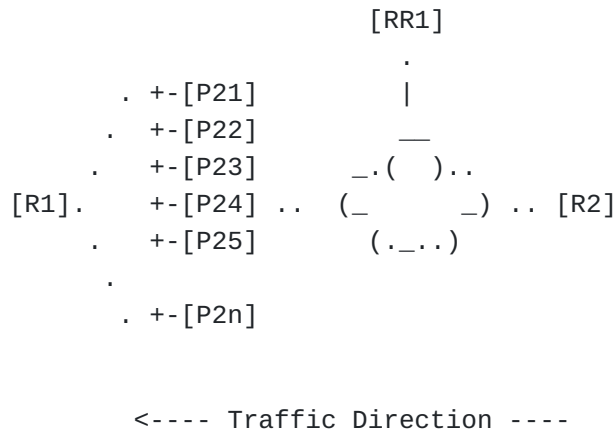 [RR1]
.
. +-[P21] |
. +-[P22] __
. +-[P23] _.( )..
[R1]. +-[P24] .. (_ _) .. [R2]
. +-[P25] (._..)
.
. +-[P2n]
<---- Traffic Direction ----